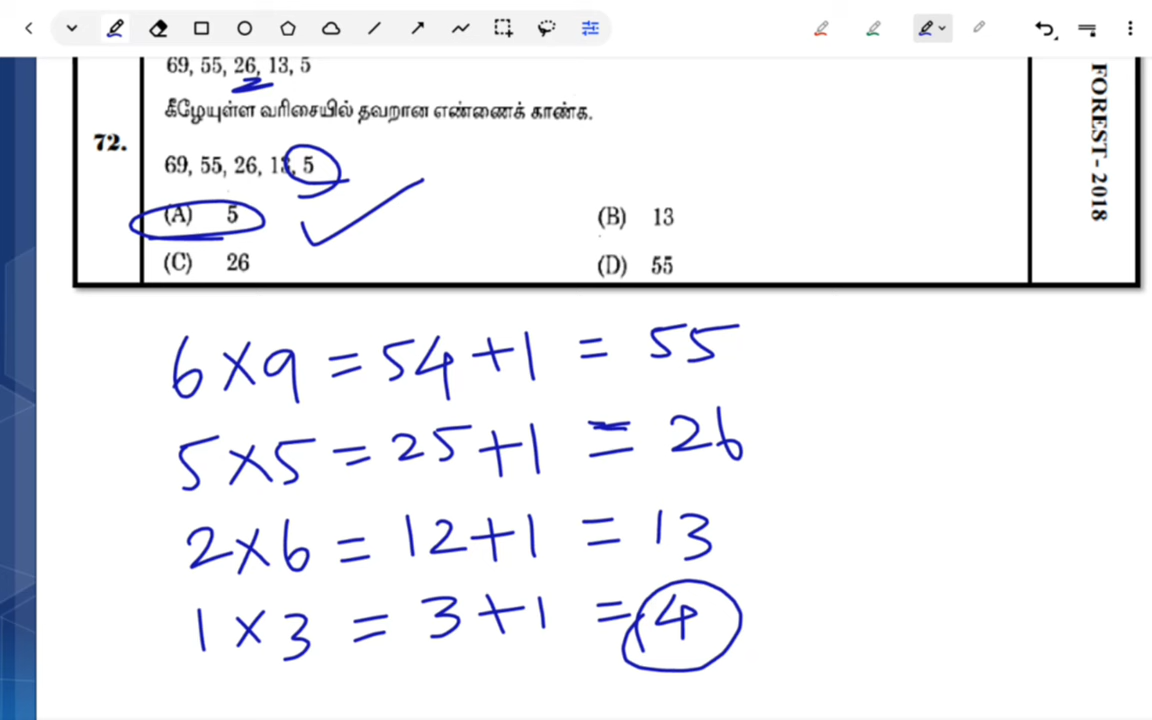 69, 55, 26, 13, 5
கீழேயுள்ள வரிசையில் தவறான எண்ணைக் காண்க.
72.
69, 55, 26, 13, 5
(A) 5
(B) 13
(C) 26
(D) 55
FOREST- 2018
6 × 9 = 54 + 1 = 55
5 × 5 = 25 + 1 = 26
2 × 6 = 12 + 1 = 13
1 × 3 = 3 + 1 = 4